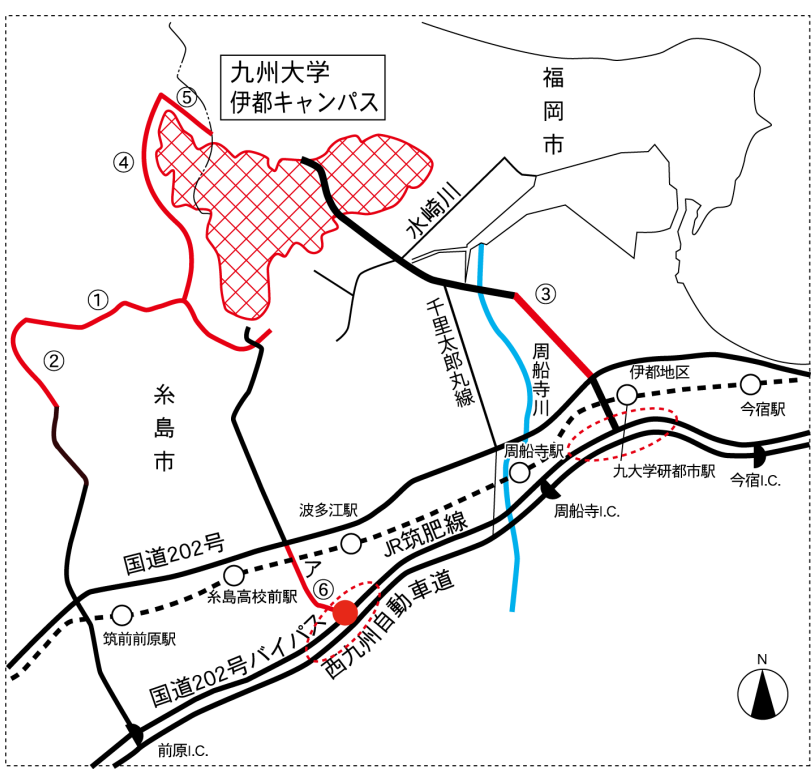 九州大学
伊都キャンパス
福岡市
⑤
④
水崎川
①
③
②
千里太郎丸線
周船寺川
伊都地区
今宿駅
糸島市
周船寺駅
九大学研都市駅
今宿I.C.
波多江駅
周船寺I.C.
JR筑肥線
国道202号
ア
⑥
糸島高校前駅
筑前前原駅
西九州自動車道
国道202号バイパス
前原I.C.
N